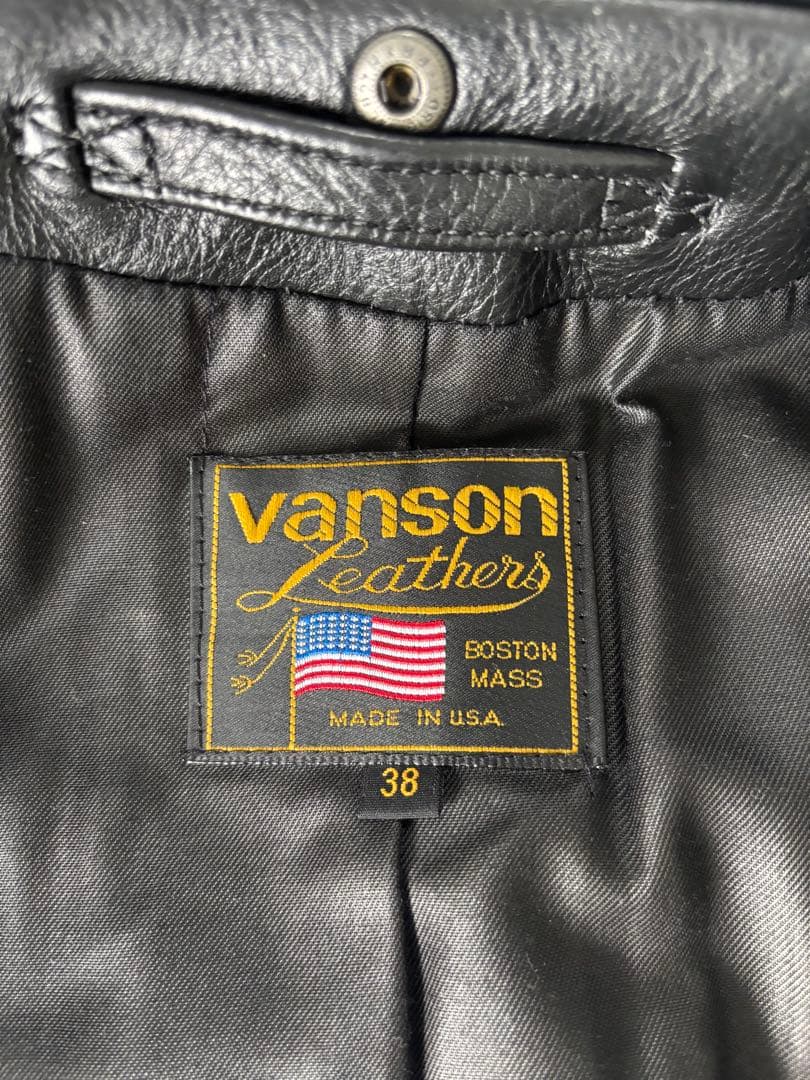 vanson
Leathers
BOSTON
MASS
MADE IN U.S.A.
38